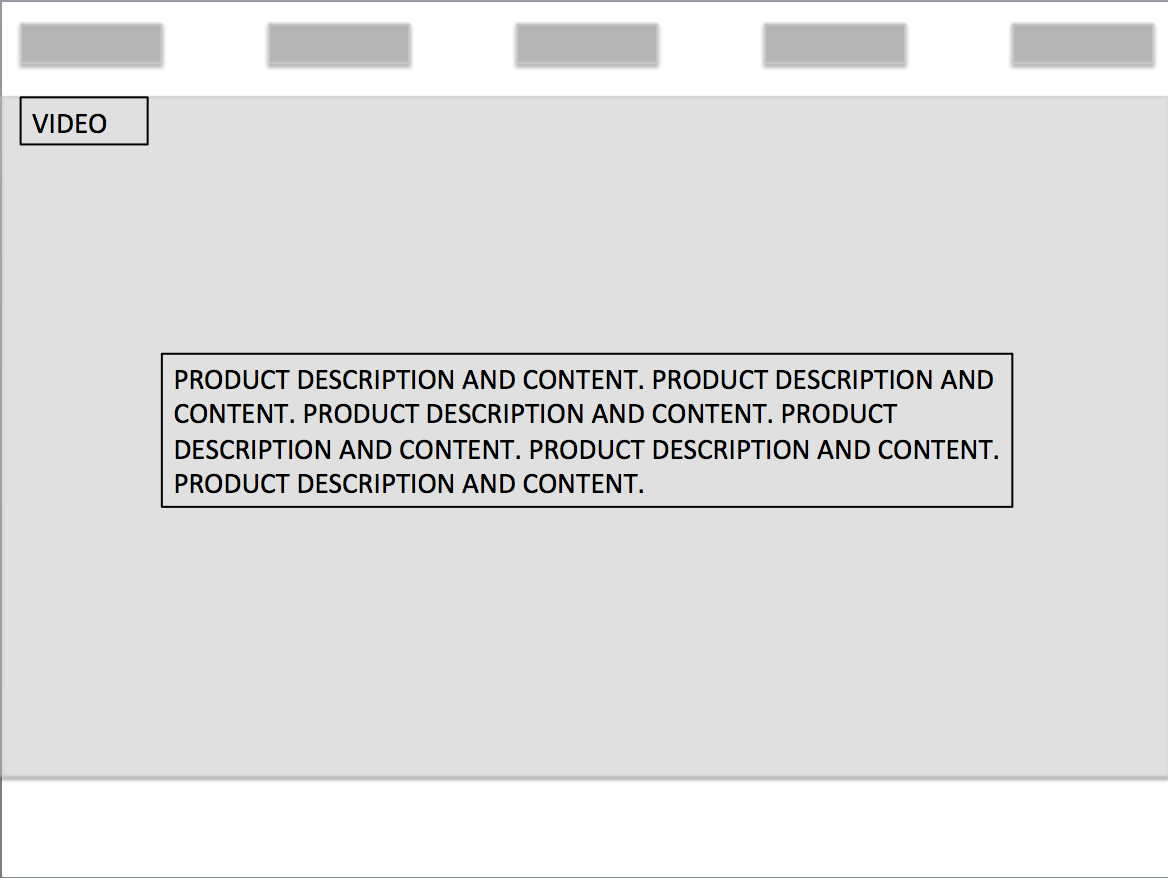 VIDEO
PRODUCT DESCRIPTION AND CONTENT. PRODUCT DESCRIPTION AND
CONTENT. PRODUCT DESCRIPTION AND CONTENT. PRODUCT
DESCRIPTION AND CONTENT. PRODUCT DESCRIPTION AND CONTENT.
PRODUCT DESCRIPTION AND CONTENT.